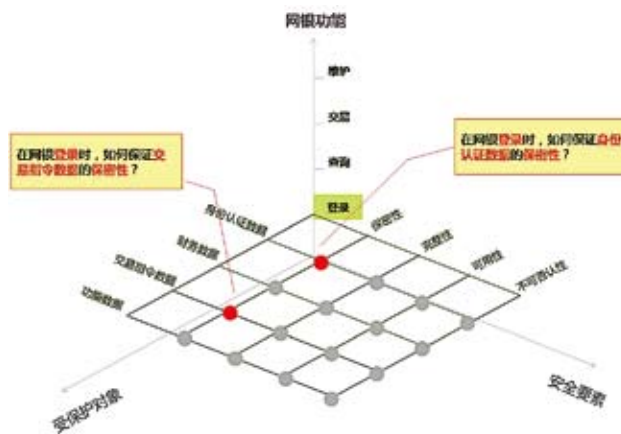 网银功能
维护
交易
查询
登录
在网银登录时，如何保证交
易指令数据的保密性？
在网银登录时，如何保证身份
认证数据的保密性？
身份认证数据
财务数据
交易指令数据
功能数据
保密性
完整性
可用性
不可否认性
受保护对象
安全要素